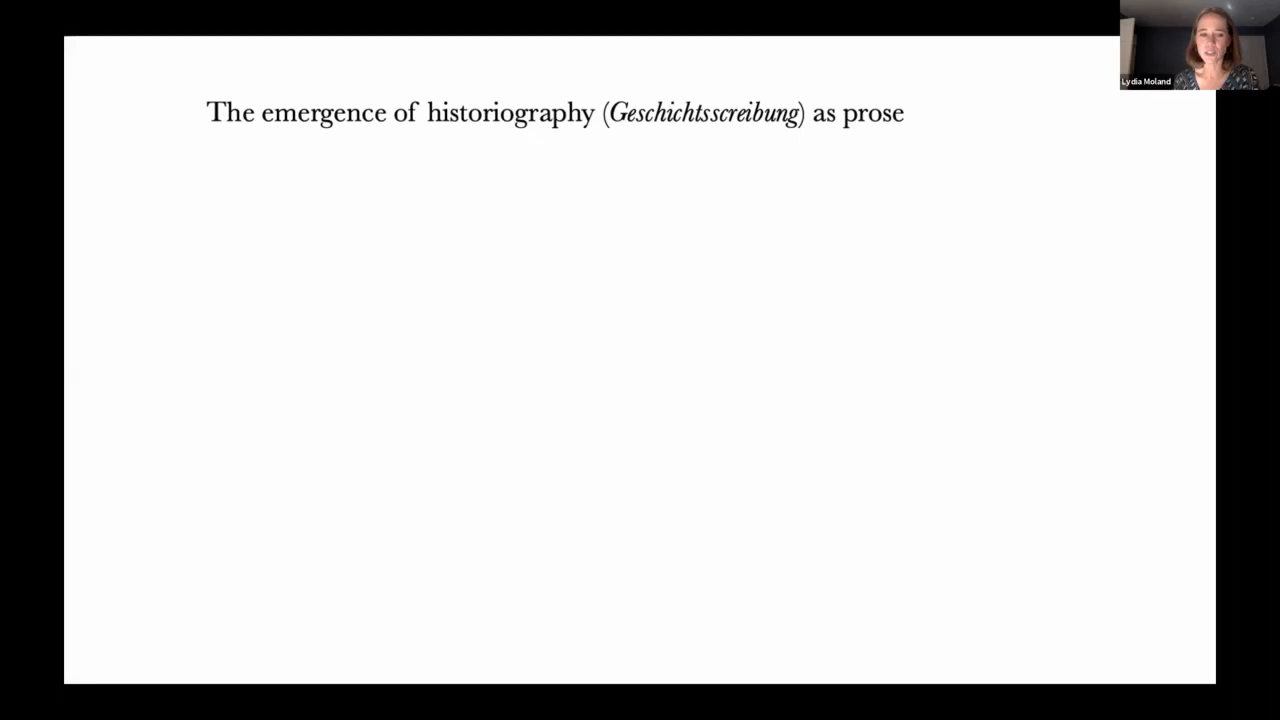 Lydia Moland
The emergence of historiography (Geschichtsscreibung) as prose